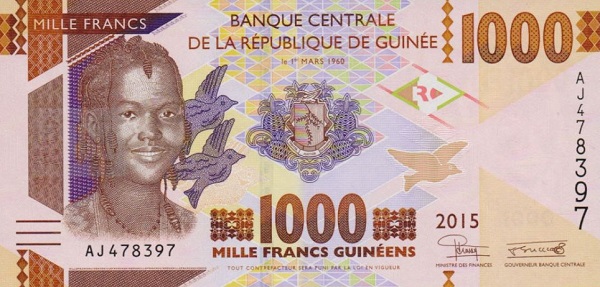 MILLE FRANCS
BANQUE CENTRALE
DE LA RÉPUBLIQUE DE GUINÉE
le 1er MARS 1960
1000
RG
AJ478397
1000
2015
MILLE FRANCS GUINÉENS
AJ478397
TOUT CONTREFACTEUR SERA PUNI PAR LA LOI EN VIGUEUR
MINISTRE DES FINANCES
GOUVERNEUR BANQUE CENTRALE